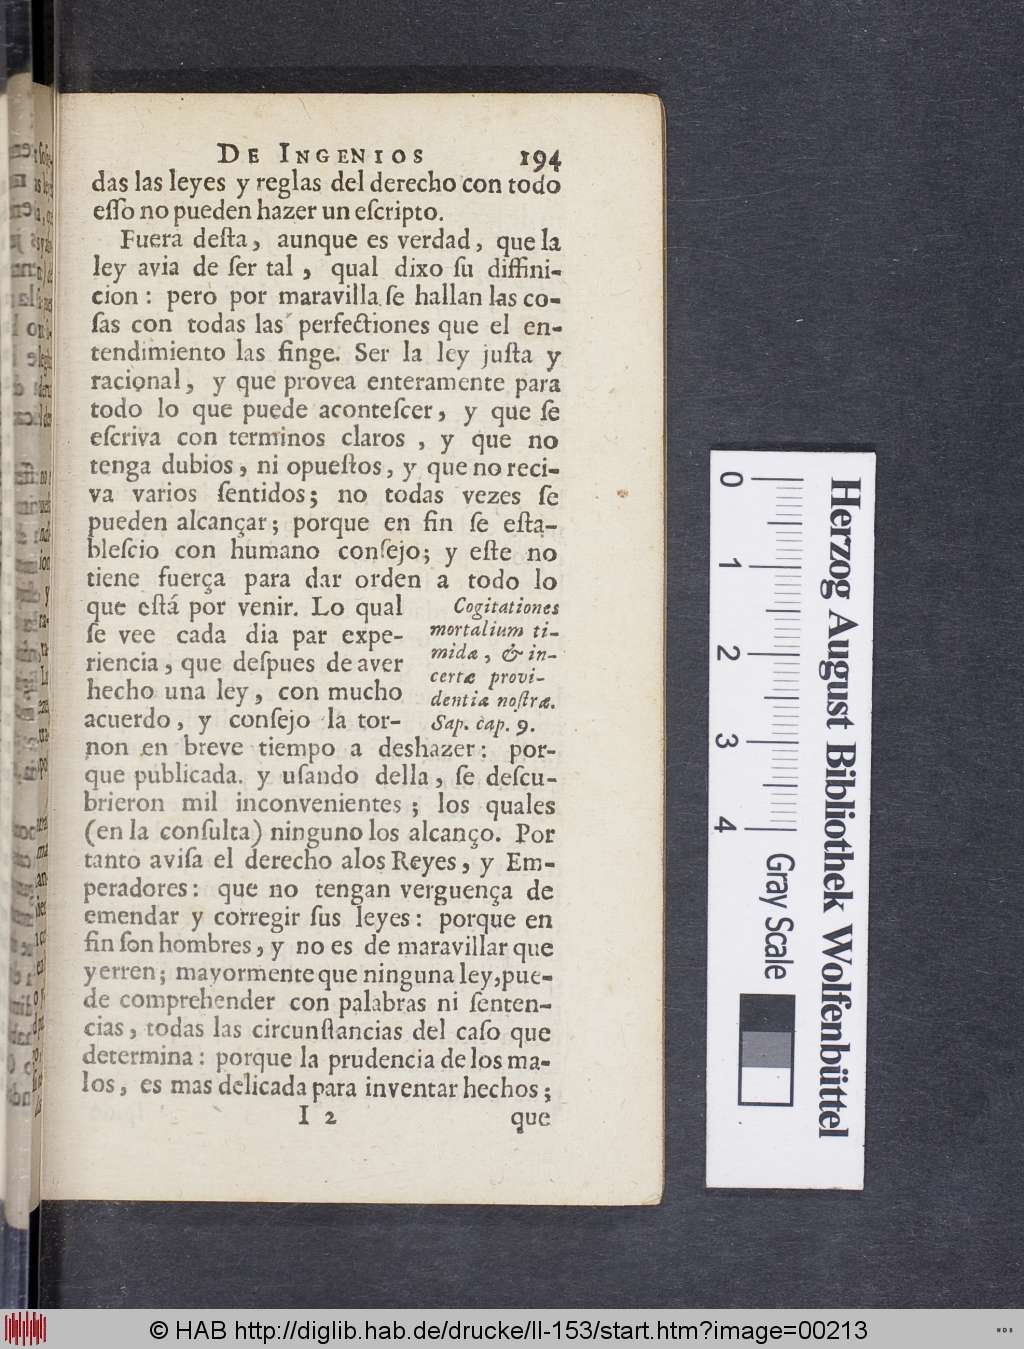 DE INGENIOS 194
das las leyes y reglas del derecho con todo
eſſo no pueden hazer un eſcripto.
Fuera deſta, aunque es verdad, que la
ley avia de ſer tal, qual dixo ſu diffini-
cion: pero por maravilla ſe hallan las co-
ſas con todas las perfectiones que el en-
tendimiento las finge. Ser la ley juſta y
racional, y que provea enteramente para
todo lo que puede aconteſcer, y que ſe
eſcriva con terminos claros, y que no
tenga dubios, ni opueſtos, y que no reci-
va varios ſentidos; no todas vezes ſe
pueden alcançar; porque en fin ſe eſta-
bleſcio con humano conſejo; y eſte no
tiene fuerça para dar orden a todo lo
que eſtá por venir. Lo qual
ſe vee cada dia par expe-
riencia, que deſpues de aver
hecho una ley, con mucho
acuerdo, y conſejo la tor-
non en breve tiempo a deshazer: por-
que publicada. y uſando della, ſe deſcu-
brieron mil inconvenientes; los quales
(en la conſulta) ninguno los alcanço. Por
tanto aviſa el derecho alos Reyes, y Em-
peradores: que no tengan verguença de
emendar y corregir ſus leyes: porque en
fin ſon hombres, y no es de maravillar que
yerren; mayormente que ninguna ley, pue-
de comprehender con palabras ni ſenten-
cias, todas las circunſtancias del caſo que
determina: porque la prudencia de los ma-
los, es mas delicada para inventar hechos;
I 2 que
Cogitationes
mortalium ti-
midæ, & in-
certæ provi-
dentiæ noſtræ.
Sap. cap. 9.
0 1 2 3 4
Gray Scale
Herzog August Bibliothek Wolfenbüttel
© HAB http://diglib.hab.de/drucke/ll-153/start.htm?image=00213